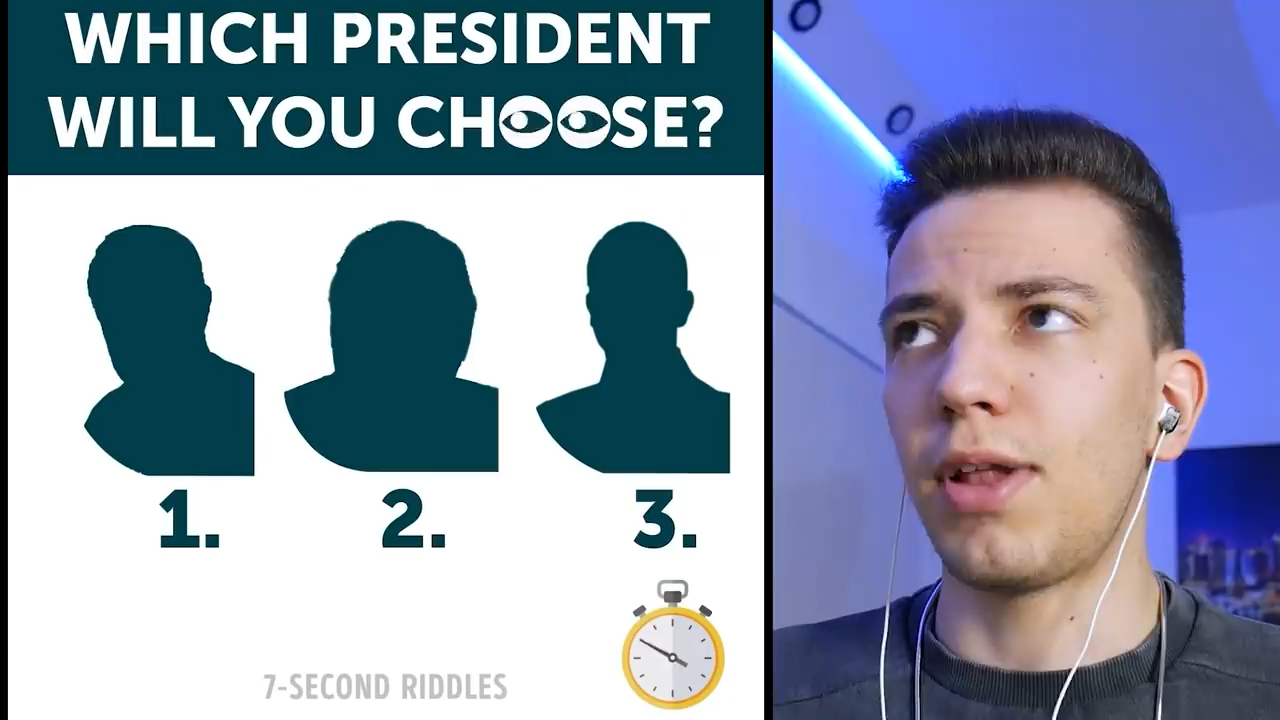 WHICH PRESIDENT
WILL YOU CHOOSE?
1. 2. 3.
7-SECOND RIDDLES